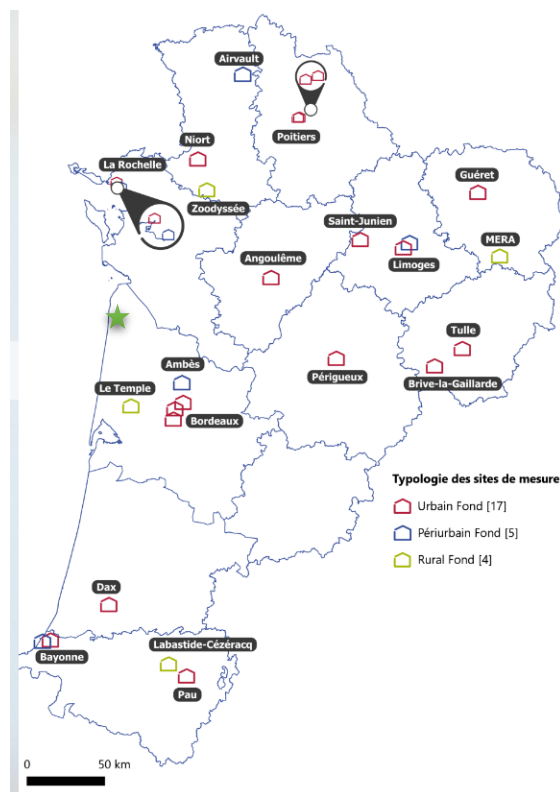 Airvault
Poitiers
Niort
La Rochelle
Zoodyssée
Guéret
Saint-Junien
MERA
Limoges
Angoulême
Tulle
Périgueux
Brive-la-Gaillarde
Ambès
Le Temple
Bordeaux
Typologie des sites de mesure
Urbain Fond [17]
Périurbain Fond [5]
Rural Fond [4]
Dax
Labastide-Cézéracq
Bayonne
Pau
0 50 km